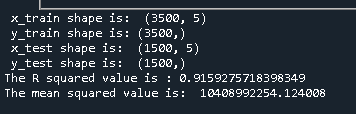 x_train shape is:  (3500, 5)
y_train shape is:  (3500,)
x_test shape is:  (1500, 5)
y_test shape is:  (1500,)
The R squared value is : 0.9159275718398349
The mean squared value is:  10408992254.124008